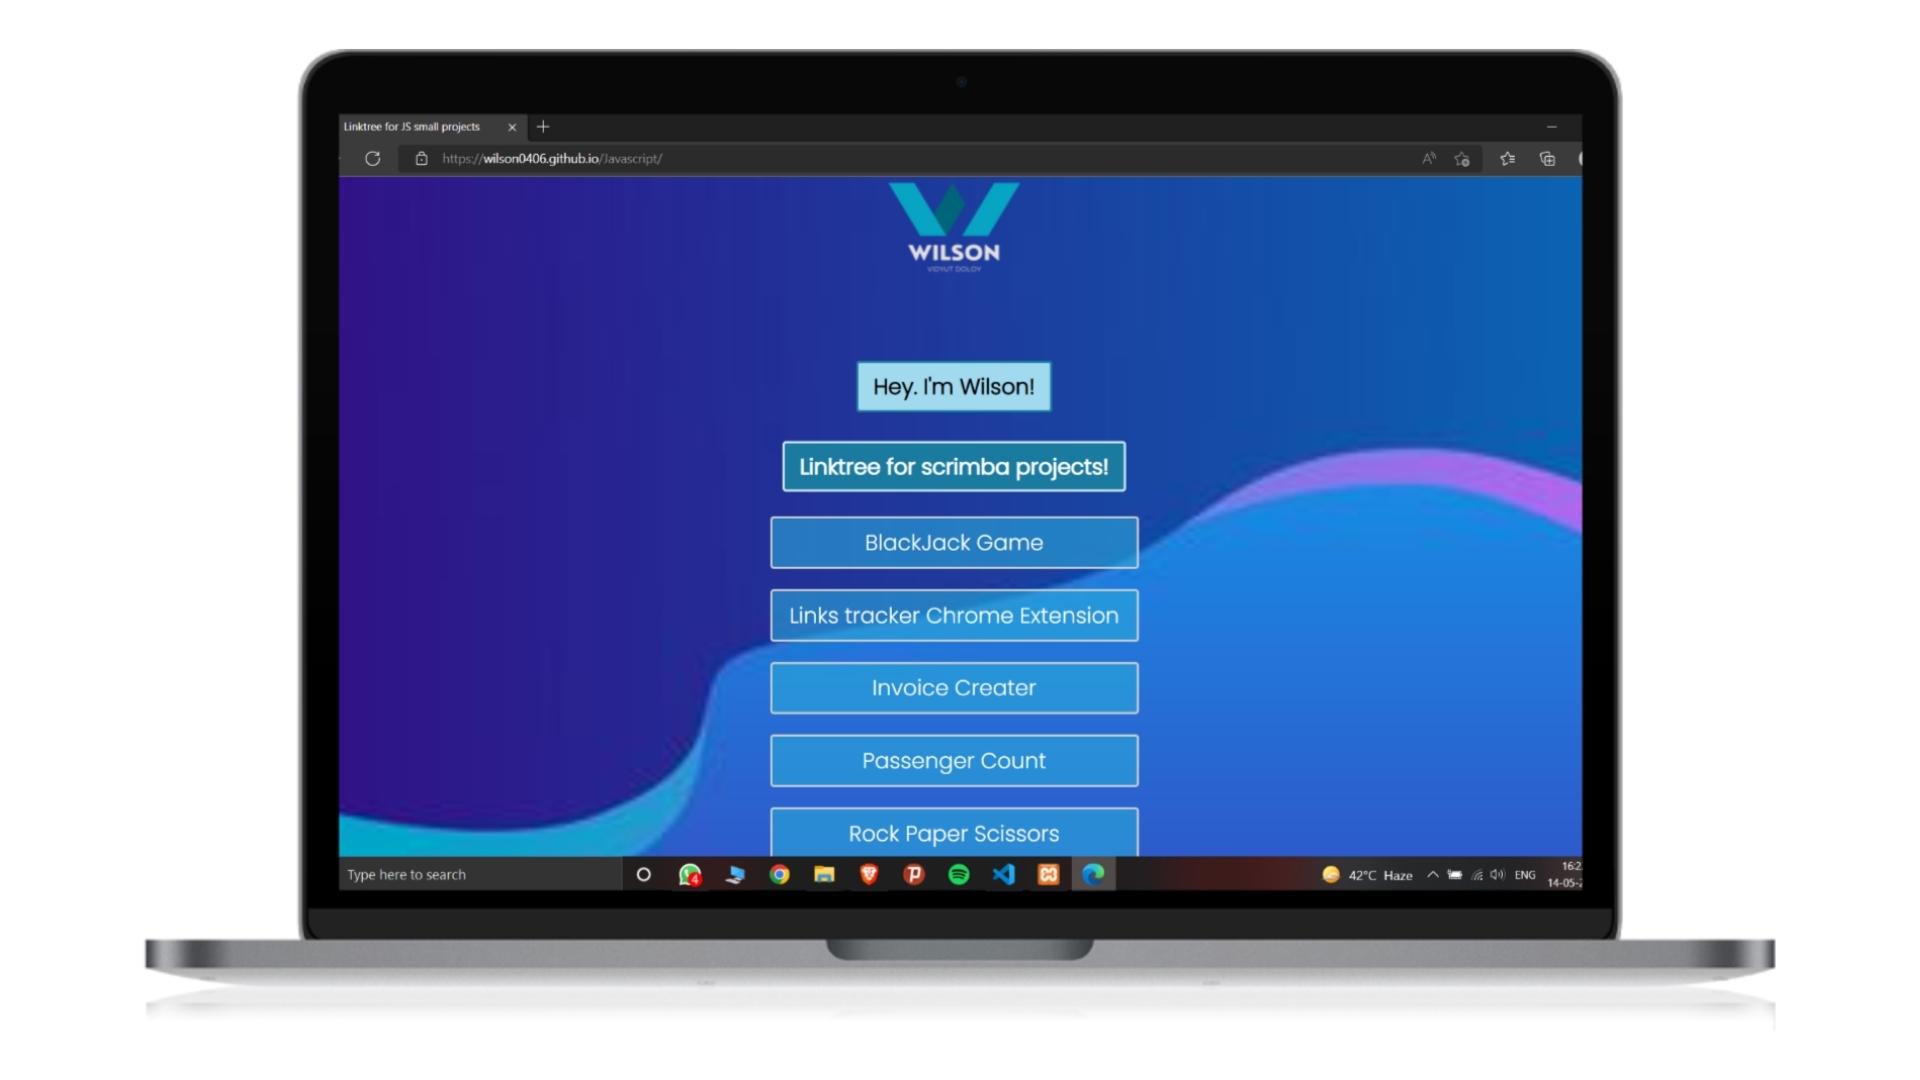 Linktree for JS small projects
https://wilson0406.github.io/Javascript/
WILSON
VIDYUT DOLOY
Hey. I'm Wilson!
Linktree for scrimba projects!
BlackJack Game
Links tracker Chrome Extension
Invoice Creater
Passenger Count
Rock Paper Scissors
Type here to search
4
42°C Haze
ENG
16:2
14-05-